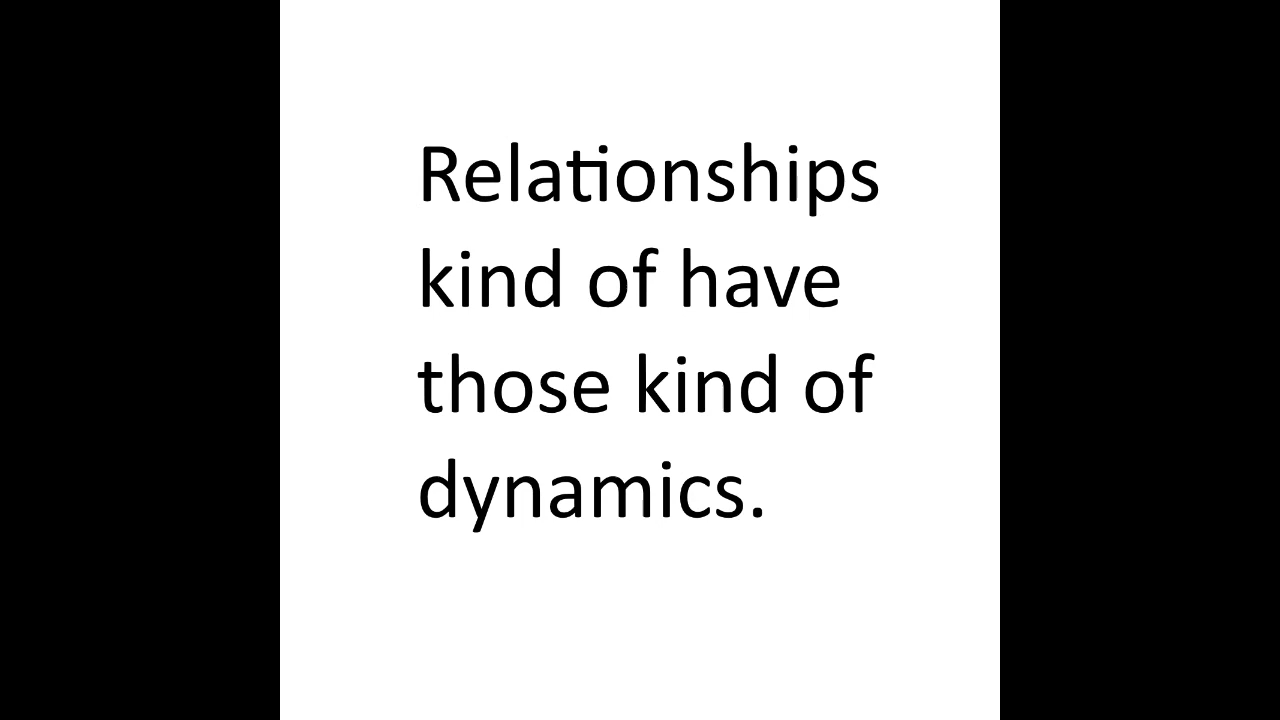 Relationships
kind of have
those kind of
dynamics.